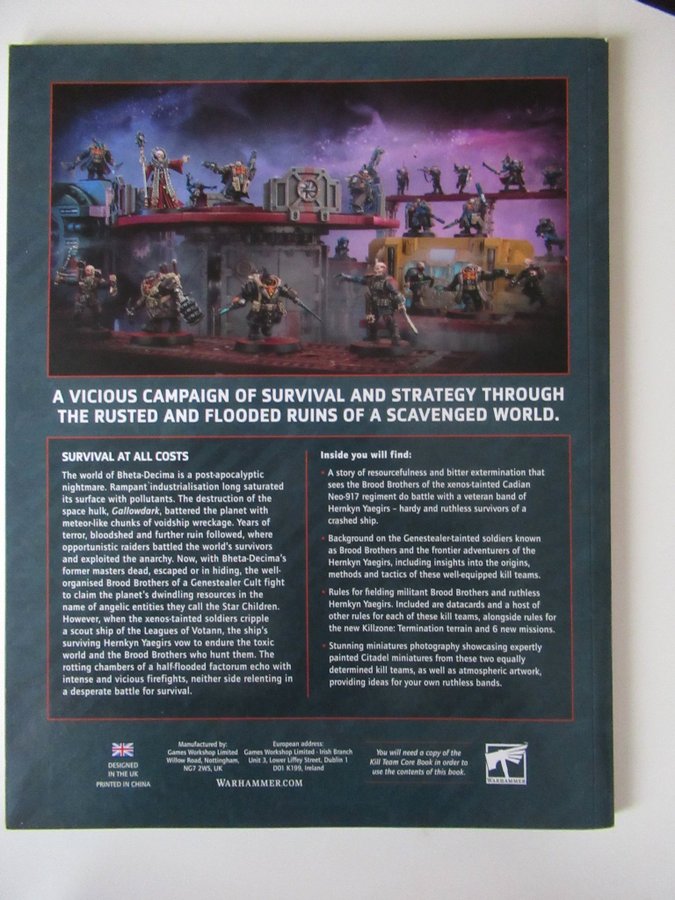 A VICIOUS CAMPAIGN OF SURVIVAL AND STRATEGY THROUGH
THE RUSTED AND FLOODED RUINS OF A SCAVENGED WORLD.
SURVIVAL AT ALL COSTS
The world of Bheta-Decima is a post-apocalyptic
nightmare. Rampant industrialisation long saturated
its surface with pollutants. The destruction of the
space hulk, Gallowdark, battered the planet with
meteor-like chunks of voidship wreckage. Years of
terror, bloodshed and further ruin followed, where
opportunistic raiders battled the world's survivors
and exploited the anarchy. Now, with Bheta-Decima's
former masters dead, escaped or in hiding, the well-
organised Brood Brothers of a Genestealer Cult fight
to claim the planet's dwindling resources in the
name of angelic entities they call the Star Children.
However, when the xenos-tainted soldiers cripple
a scout ship of the Leagues of Votann, the ship's
surviving Hernkyn Yaegirs vow to endure the toxic
world and the Brood Brothers who hunt them. The
rotting chambers of a half-flooded factorum echo with
intense and vicious firefights, neither side relenting in
a desperate battle for survival.
Inside you will find:
• A story of resourcefulness and bitter extermination that
sees the Brood Brothers of the xenos-tainted Cadian
Neo-917 regiment do battle with a veteran band of
Hernkyn Yaegirs – hardy and ruthless survivors of a
crashed ship.
• Background on the Genestealer-tainted soldiers known
as Brood Brothers and the frontier adventurers of the
Hernkyn Yaegirs, including insights into the origins,
methods and tactics of these well-equipped kill teams.
• Rules for fielding militant Brood Brothers and ruthless
Hernkyn Yaegirs. Included are datacards and a host of
other rules for each of these kill teams, alongside rules for
the new Killzone: Termination terrain and 6 new missions.
• Stunning miniatures photography showcasing expertly
painted Citadel miniatures from these two equally
determined kill teams, as well as atmospheric artwork,
providing ideas for your own ruthless bands.
DESIGNED
IN THE UK
PRINTED IN CHINA
Manufactured by:
Games Workshop Limited
Willow Road, Nottingham,
NG7 2WS, UK
European address:
Games Workshop Limited - Irish Branch
Unit 3, Lower Liffey Street, Dublin 1
D01 K199, Ireland
WARHAMMER.COM
You will need a copy of the
Kill Team Core Book in order to
use the contents of this book.
WARHAMMER